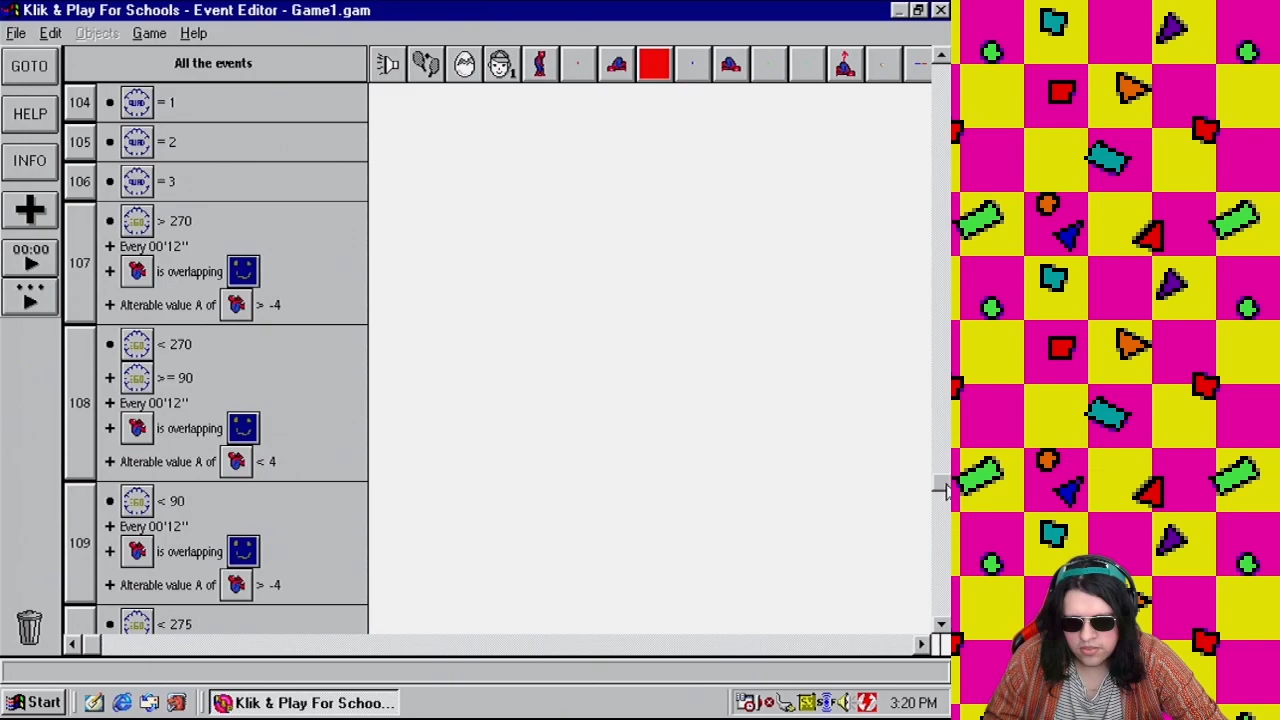 Klik & Play For Schools - Event Editor - Game1.gam
File Edit Objects Game Help
GOTO
HELP
INFO
00:00
All the events
1
104 = 1
105 = 2
106 = 3
107 > 270
+ Every 00'12"
+ is overlapping
+ Alterable value A of > -4
108 < 270
+ >= 90
+ Every 00'12"
+ is overlapping
+ Alterable value A of < 4
109 < 90
+ Every 00'12"
+ is overlapping
+ Alterable value A of > -4
< 275
Start
Klik & Play For Schoo...
3:20 PM